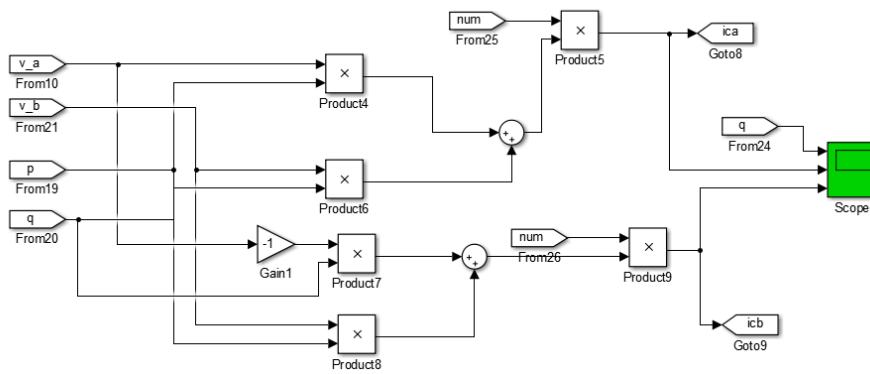 num
From25
×
Product5
ica
Goto8
v_a
From10
×
Product4
v_b
From21
+
+
q
From24
p
From19
×
Product6
Scope
q
From20
-1
Gain1
×
Product7
+
+
num
From26
×
Product9
×
Product8
icb
Goto9